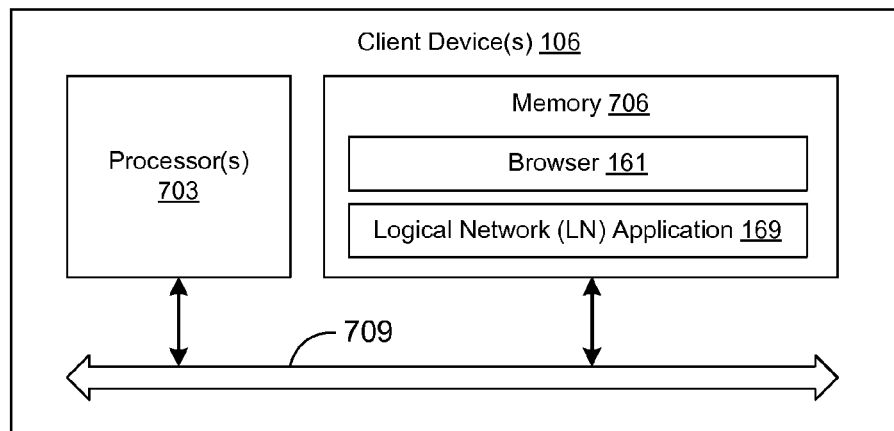 Client Device(s) 106
Processor(s)
703
Memory 706
Browser 161
Logical Network (LN) Application 169
709